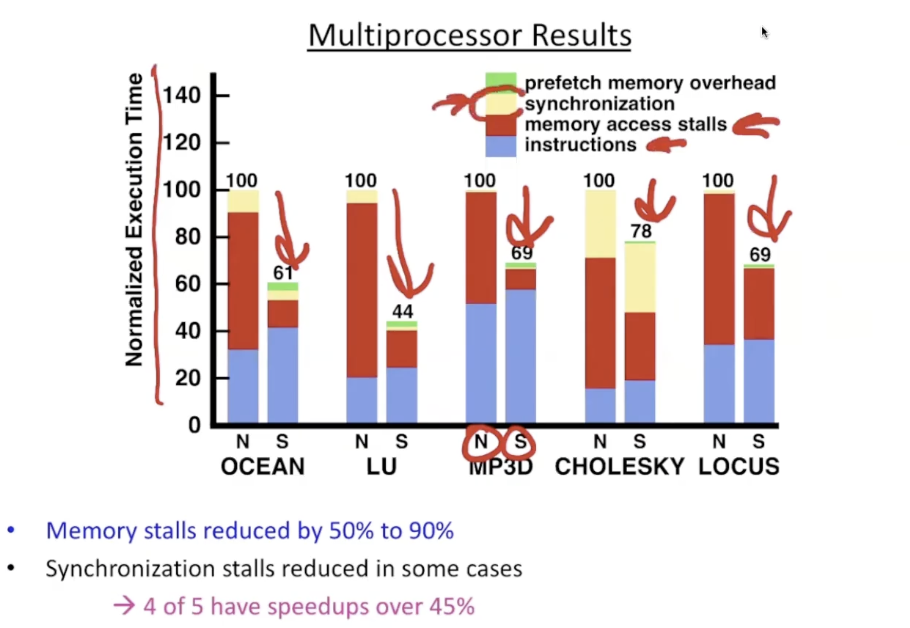 Multiprocessor Results
Normalized Execution Time
140
120
100
80
60
40
20
0
prefetch memory overhead
synchronization
memory access stalls
instructions
100 61 100 44 100 69 100 78 100 69
N S N S N S N S N S
OCEAN LU MP3D CHOLESKY LOCUS
• Memory stalls reduced by 50% to 90%
• Synchronization stalls reduced in some cases
→ 4 of 5 have speedups over 45%